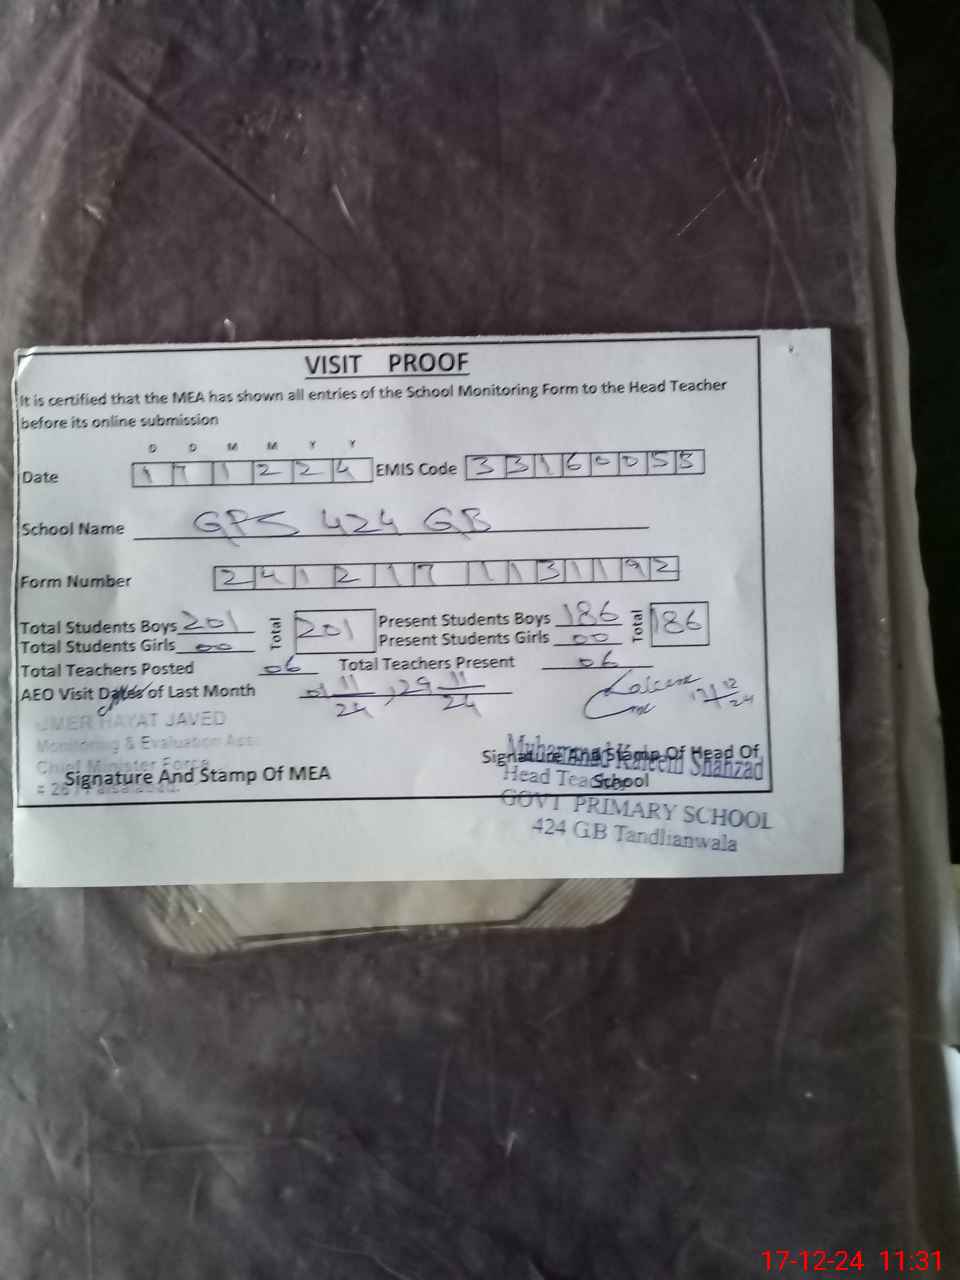 VISIT PROOF
It is certified that the MEA has shown all entries of the School Monitoring Form to the Head Teacher
before its online submission
D D M M Y Y
Date 1 7 1 2 2 4 EMIS Code 3 3 1 6 0 0 5 3
School Name GPS 424 GB
Form Number 2 4 1 2 1 7 1 1 3 1 1 9 2
Total Students Boys 201 Total 201 Present Students Boys 186 Total 186
Total Students Girls 00 Present Students Girls 00
Total Teachers Posted 06 Total Teachers Present 06
AEO Visit of Last Month 01 11 24, 29 11 24
17 12 24
UMER HAYAT JAVED
Monitoring & Evaluation Ass
Chief Minister Force
Signature And Stamp Of MEA
Signature And Stamp Of Head Of School
Muhammad Kaleem Shahzad
Head Teacher
GOVT PRIMARY SCHOOL
424 G.B Tandlianwala
17-12-24 11:31